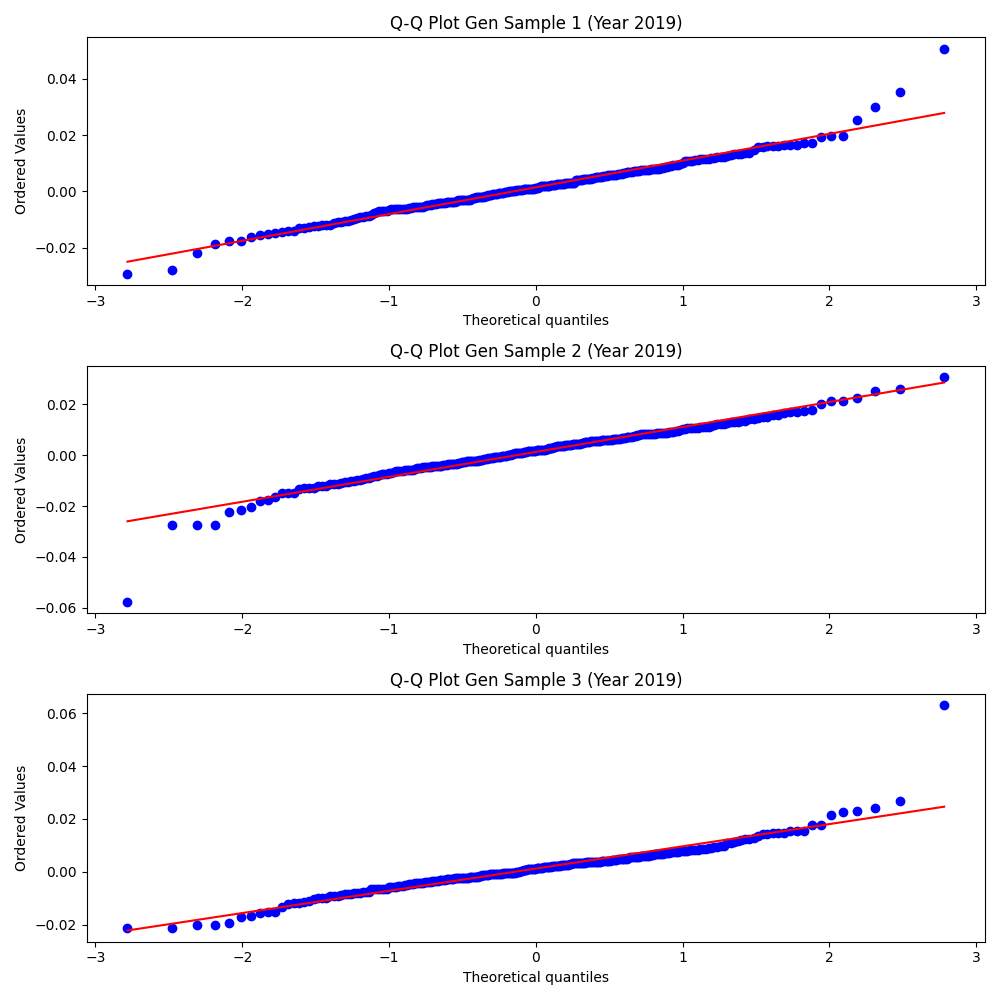 Q-Q Plot Gen Sample 1 (Year 2019)
0.04
0.02
0.00
−0.02
Ordered Values
−3 −2 −1 0 1 2 3
Theoretical quantiles
Q-Q Plot Gen Sample 2 (Year 2019)
0.02
0.00
−0.02
−0.04
−0.06
Ordered Values
−3 −2 −1 0 1 2 3
Theoretical quantiles
Q-Q Plot Gen Sample 3 (Year 2019)
0.06
0.04
0.02
0.00
−0.02
Ordered Values
−3 −2 −1 0 1 2 3
Theoretical quantiles